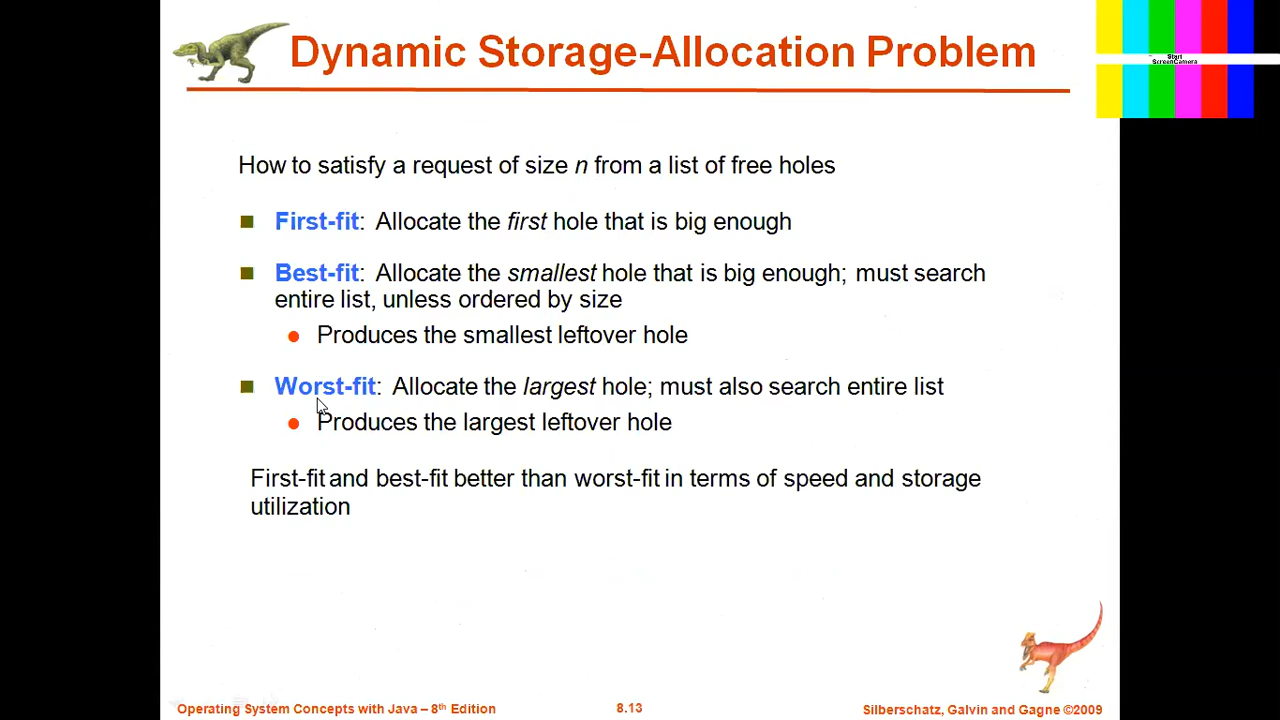 Dynamic Storage-Allocation Problem
Start
ScreenCamera
How to satisfy a request of size n from a list of free holes
First-fit: Allocate the first hole that is big enough
Best-fit: Allocate the smallest hole that is big enough; must search
entire list, unless ordered by size
Produces the smallest leftover hole
Worst-fit: Allocate the largest hole; must also search entire list
Produces the largest leftover hole
First-fit and best-fit better than worst-fit in terms of speed and storage
utilization
Operating System Concepts with Java – 8th Edition
8.13
Silberschatz, Galvin and Gagne ©2009